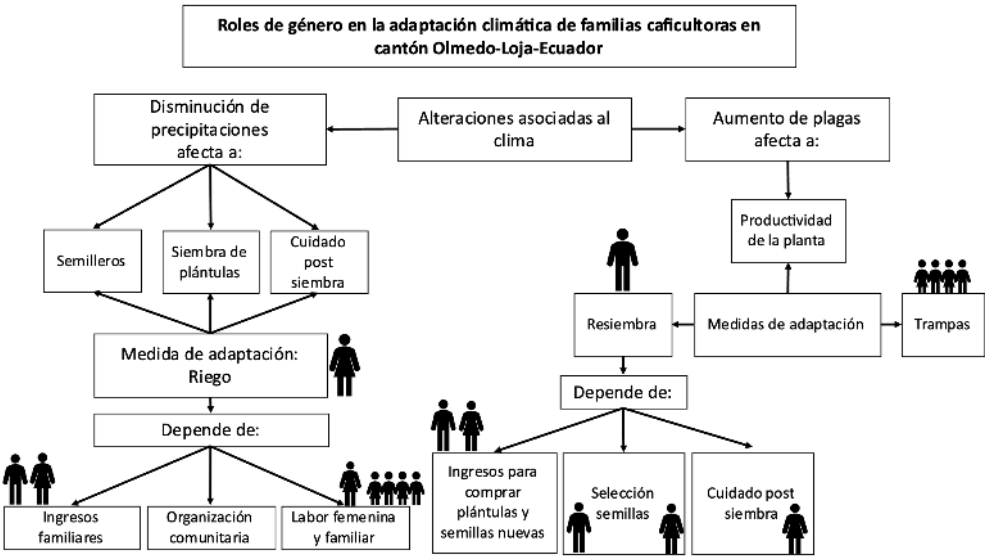 Roles de género en la adaptación climática de familias caficultoras en
cantón Olmedo-Loja-Ecuador
Disminución de
precipitaciones
afecta a:
Alteraciones asociadas al
clima
Aumento de plagas
afecta a:
Semilleros
Siembra de
plántulas
Cuidado
post
siembra
Productividad
de la planta
Resiembra
Medidas de adaptación
Trampas
Medida de adaptación:
Riego
Depende de:
Depende de:
Ingresos
familiares
Organización
comunitaria
Labor femenina
y familiar
Ingresos para
comprar
plántulas y
semillas nuevas
Selección
semillas
Cuidado post
siembra